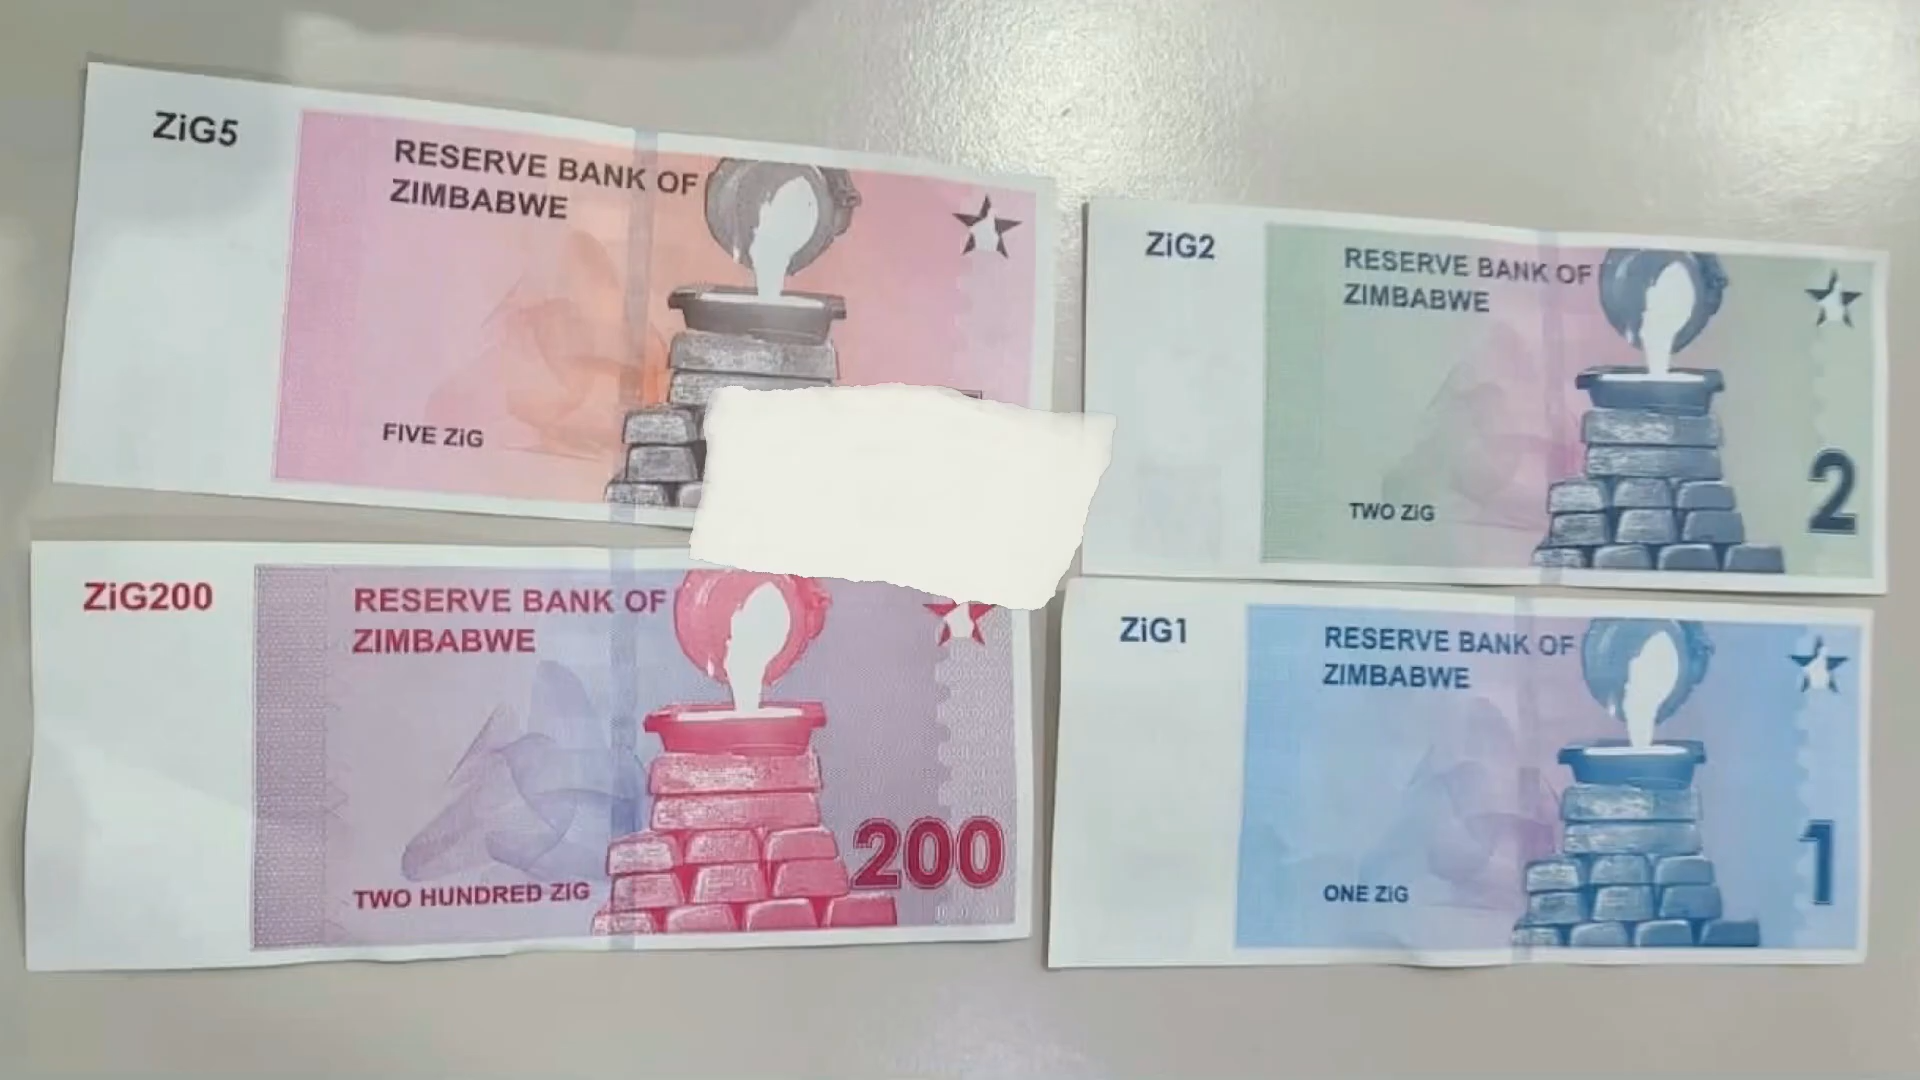 ZiG5
RESERVE BANK OF
ZIMBABWE
FIVE ZiG
ZiG2
RESERVE BANK OF
ZIMBABWE
TWO ZiG
2
ZiG200
RESERVE BANK OF
ZIMBABWE
TWO HUNDRED ZiG
200
ZiG1
RESERVE BANK OF
ZIMBABWE
ONE ZiG
1